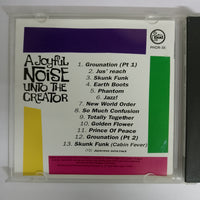 PHCR-35
A JOYFUL
NOISE
UNTO THE
CREATOR
1. Grounation (Pt 1)
2. Jus' reach
3. Skunk Funk
4. Earth Boots
5. Phantom
6. Jazz!
7. New World Order
8. So Much Confusion
9. Totally Together
10. Golden Flower
11. Prince Of Peace
12. Grounation (Pt 2)
13. Skunk Funk (Cabin Fever)